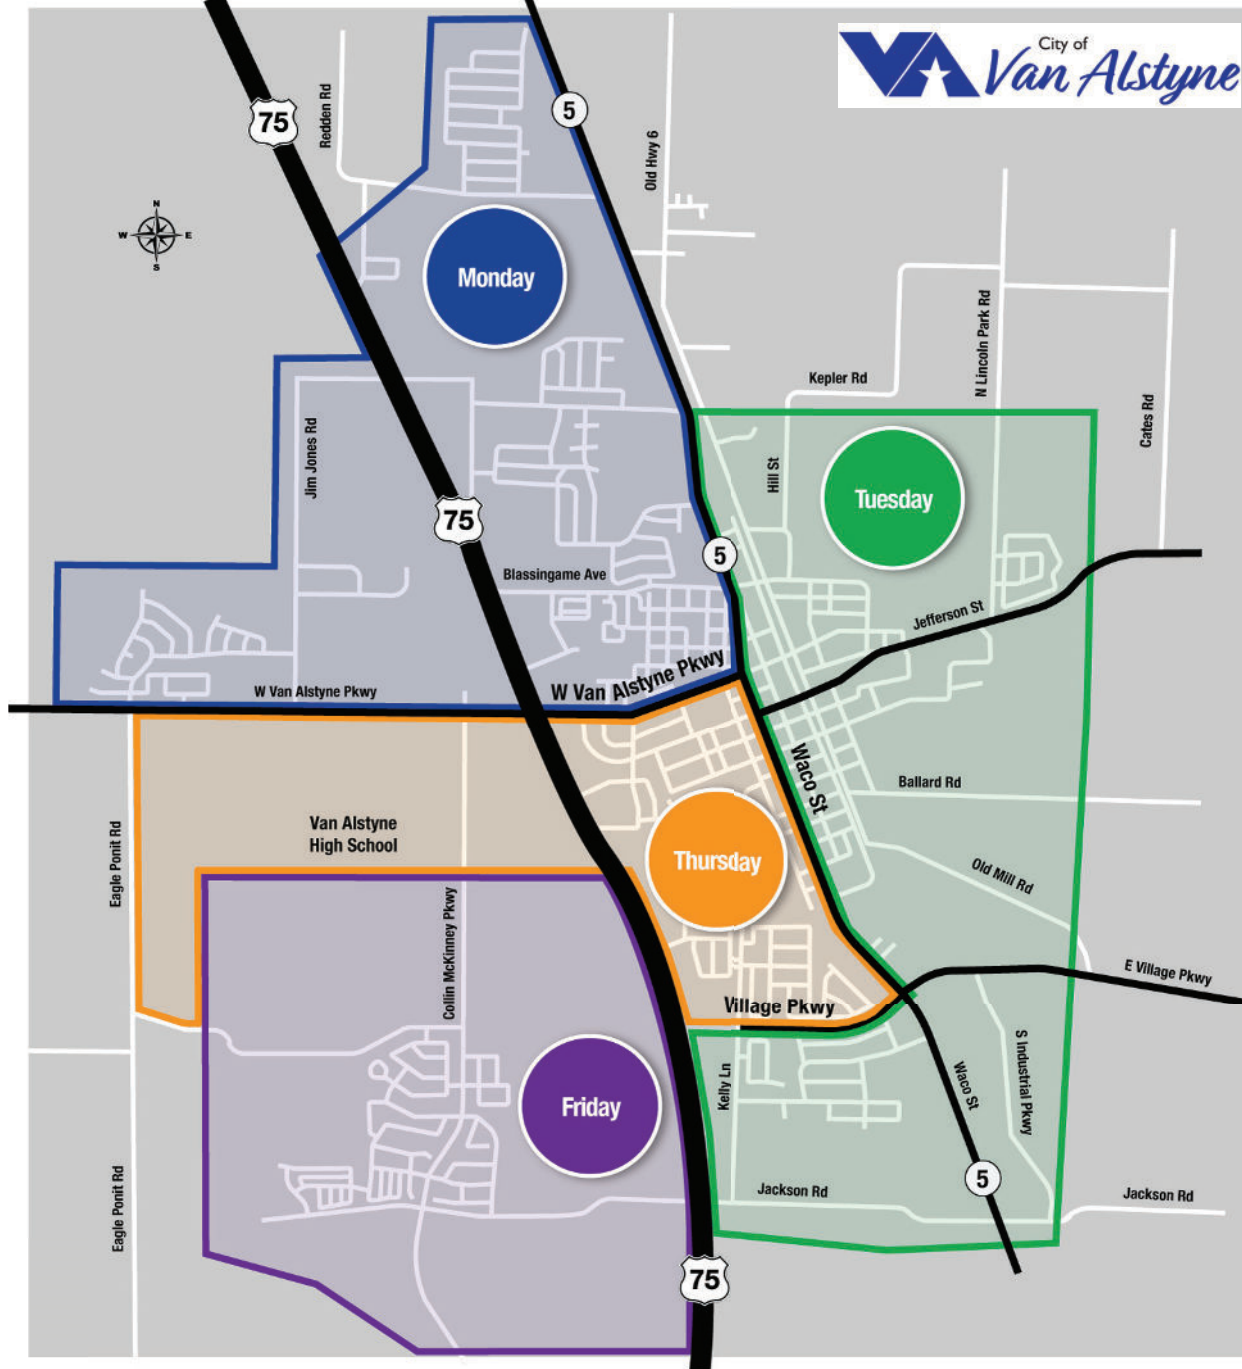 City of
Van Alstyne
75
5
Redden Rd
Old Hwy 6
N
W E
S
Monday
N Lincoln Park Rd
Kepler Rd
Cates Rd
Jim Jones Rd
Hill St
Tuesday
75
5
Blassingame Ave
Jefferson St
W Van Alstyne Pkwy
W Van Alstyne Pkwy
Waco St
Ballard Rd
Van Alstyne
High School
Eagle Ponit Rd
Thursday
Old Mill Rd
Collin McKinney Pkwy
E Village Pkwy
Village Pkwy
Kelly Ln
Waco St
S Industrial Pkwy
Friday
Eagle Ponit Rd
Jackson Rd
5
Jackson Rd
75